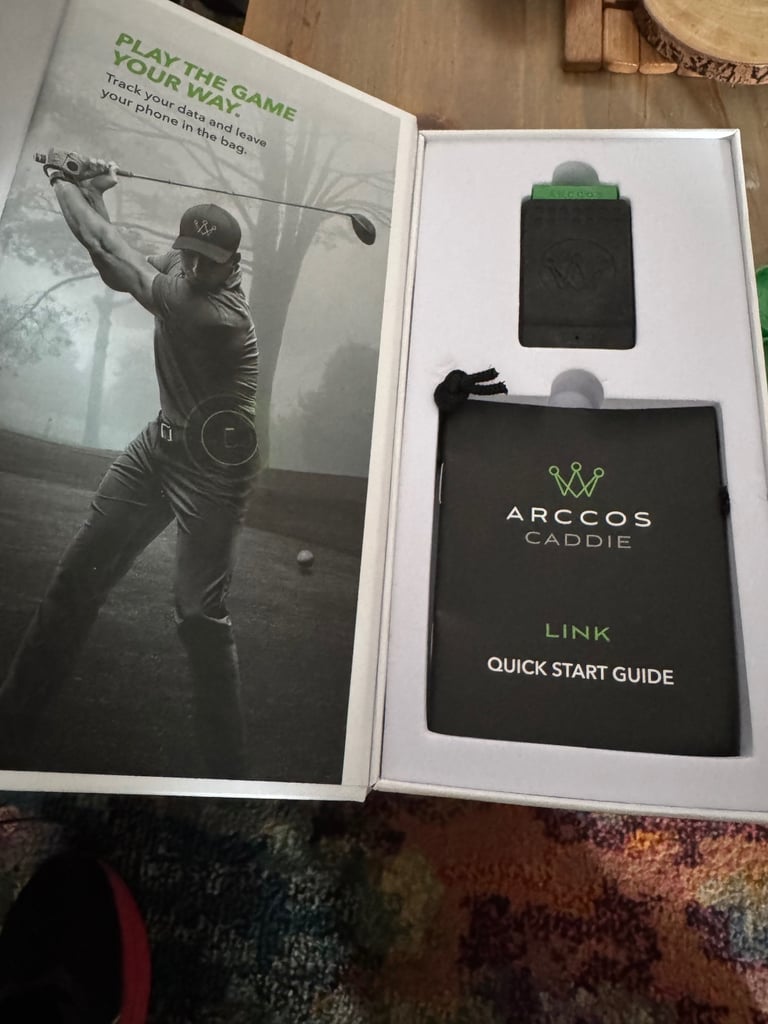 PLAY THE GAME
YOUR WAY.
Track your data and leave
your phone in the bag.
ARCCOS
ARCCOS
CADDIE
LINK
QUICK START GUIDE